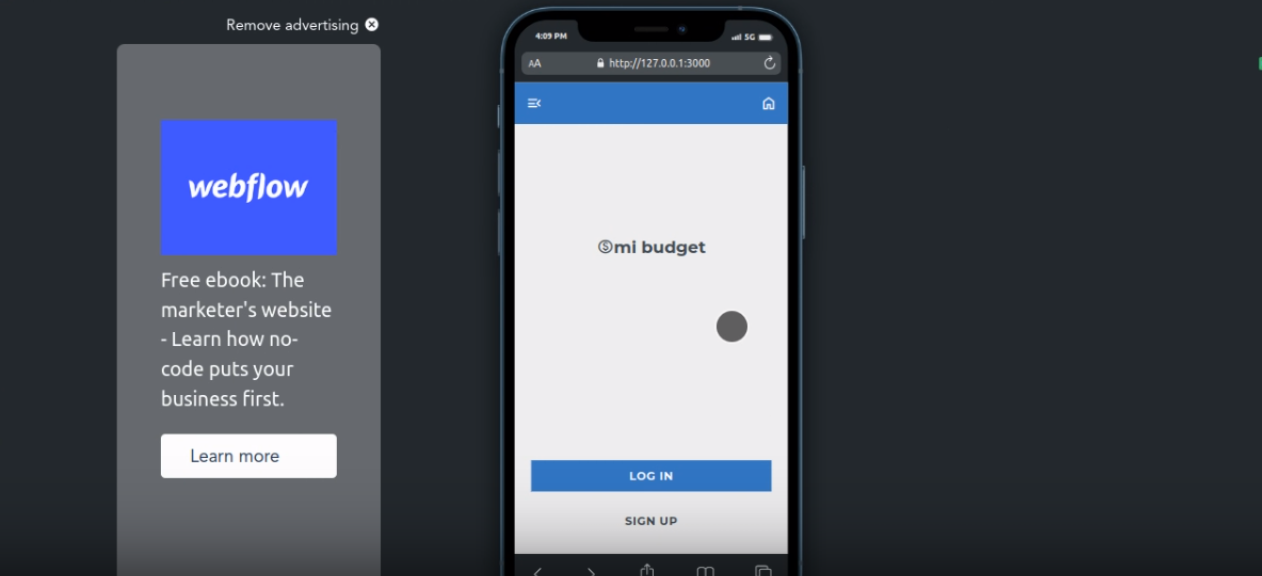 Remove advertising
webflow
Free ebook: The
marketer's website
- Learn how no-
code puts your
business first.
Learn more
4:09 PM
5G
AA
http://127.0.0.1:3000
mi budget
LOG IN
SIGN UP